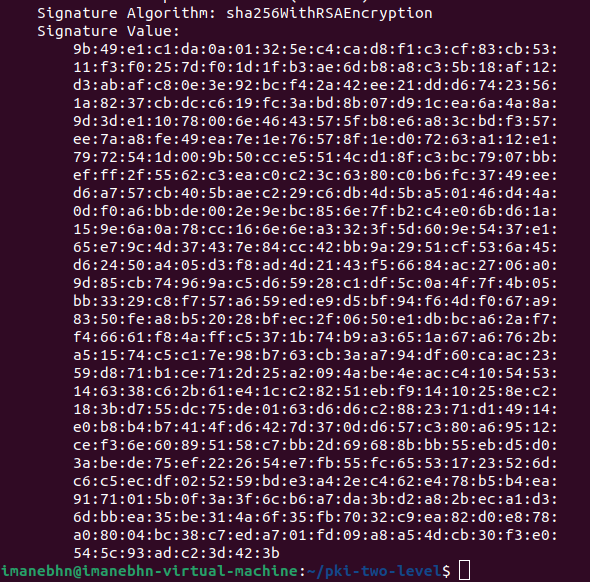 Signature Algorithm: sha256WithRSAEncryption
Signature Value:
9b:49:e1:c1:da:0a:01:32:5e:c4:ca:d8:f1:c3:cf:83:cb:53:
11:f3:f0:25:7d:f0:1d:1f:b3:ae:6d:b8:a8:c3:5b:18:af:12:
d3:ab:af:c8:0e:3e:92:bc:f4:2a:42:ee:21:dd:d6:74:23:56:
1a:82:37:cb:dc:c6:19:fc:3a:bd:8b:07:d9:1c:ea:6a:4a:8a:
9d:3d:e1:10:78:00:6e:46:43:57:5f:b8:e6:a8:3c:bd:f3:57:
ee:7a:a8:fe:49:ea:7e:1e:76:57:8f:1e:d0:72:63:a1:12:e1:
79:72:54:1d:00:9b:50:cc:e5:51:4c:d1:8f:c3:bc:79:07:bb:
ef:ff:2f:55:62:c3:ea:c0:c2:3c:63:80:c0:b6:fc:37:49:ee:
d6:a7:57:cb:40:5b:ae:c2:29:c6:db:4d:5b:a5:01:46:d4:4a:
0d:f0:a6:bb:de:00:2e:9e:bc:85:6e:7f:b2:c4:e0:6b:d6:1a:
15:9e:6a:0a:78:cc:16:6e:6e:a3:32:3f:5d:60:9e:54:37:e1:
65:e7:9c:4d:37:43:7e:84:cc:42:bb:9a:29:51:cf:53:6a:45:
d6:24:50:a4:05:d3:f8:ad:4d:21:43:f5:66:84:ac:27:06:a0:
9d:85:cb:74:96:9a:c5:d6:59:28:c1:df:5c:0a:4f:7f:4b:05:
bb:33:29:c8:f7:57:a6:59:ed:e9:d5:bf:94:f6:4d:f0:67:a9:
83:50:fe:a8:b5:20:28:bf:ec:2f:06:50:e1:db:bc:a6:2a:f7:
f4:66:61:f8:4a:ff:c5:37:1b:74:b9:a3:65:1a:67:a6:76:2b:
a5:15:74:c5:c1:7e:98:b7:63:cb:3a:a7:94:df:60:ca:ac:23:
59:d8:71:b1:ce:71:2d:25:a2:09:4a:be:4e:ac:c4:10:54:53:
14:63:38:c6:2b:61:e4:1c:c2:82:51:eb:f9:14:10:25:8e:c2:
18:3b:d7:55:dc:75:de:01:63:d6:d6:c2:88:23:71:d1:49:14:
e0:b8:b4:b7:41:4f:d6:42:7d:37:0d:d6:57:c3:80:a6:95:12:
ce:f3:6e:60:89:51:58:c7:bb:2d:69:68:8b:bb:55:eb:d5:d0:
3a:be:de:75:ef:22:26:54:e7:fb:55:fc:65:53:17:23:52:6d:
c6:c5:ec:df:02:52:59:bd:e3:a4:2e:c4:62:e4:78:b5:b4:ea:
91:71:01:5b:0f:3a:3f:6c:b6:a7:da:3b:d2:a8:2b:ec:a1:d3:
6d:bb:ea:35:be:31:4a:6f:35:fb:70:32:c9:ea:82:d0:e8:78:
a0:80:04:bc:38:c7:ed:a7:01:fd:09:a8:a5:4d:cb:30:f3:e0:
54:5c:93:ad:c2:3d:42:3b
imanebhn@imanebhn-virtual-machine:~/pki-two-level$